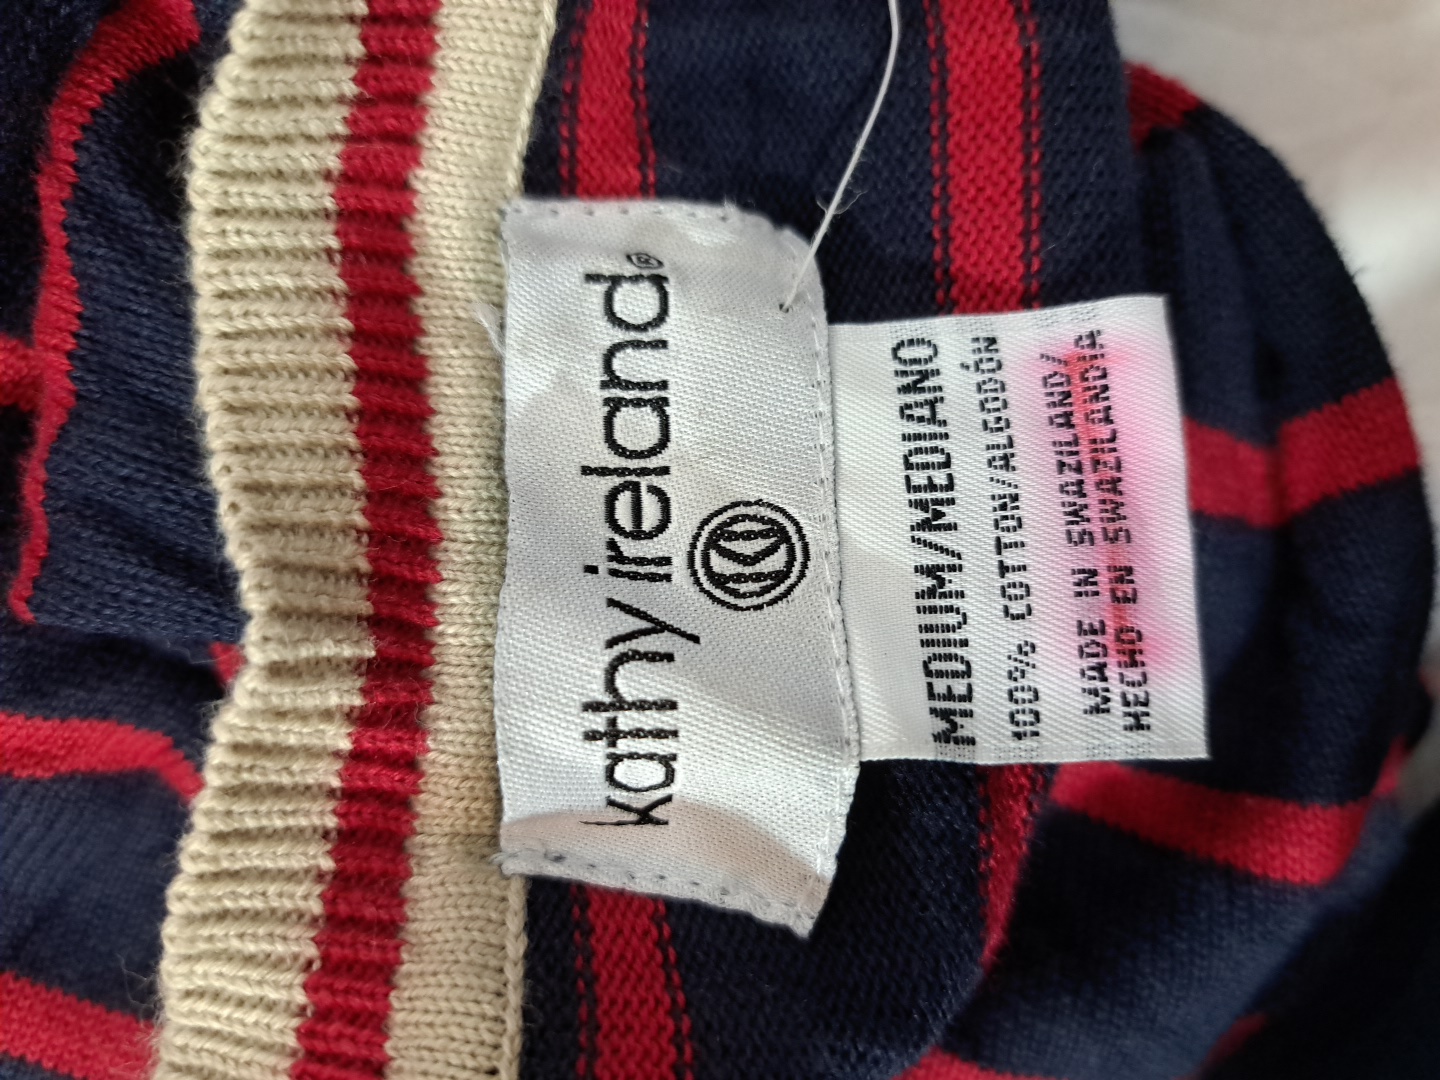 kathy ireland®
MEDIUM/MEDIANO
100% COTTON/ALGODÓN
MADE IN SWAZILAND/
HECHO EN SWAZILANDIA